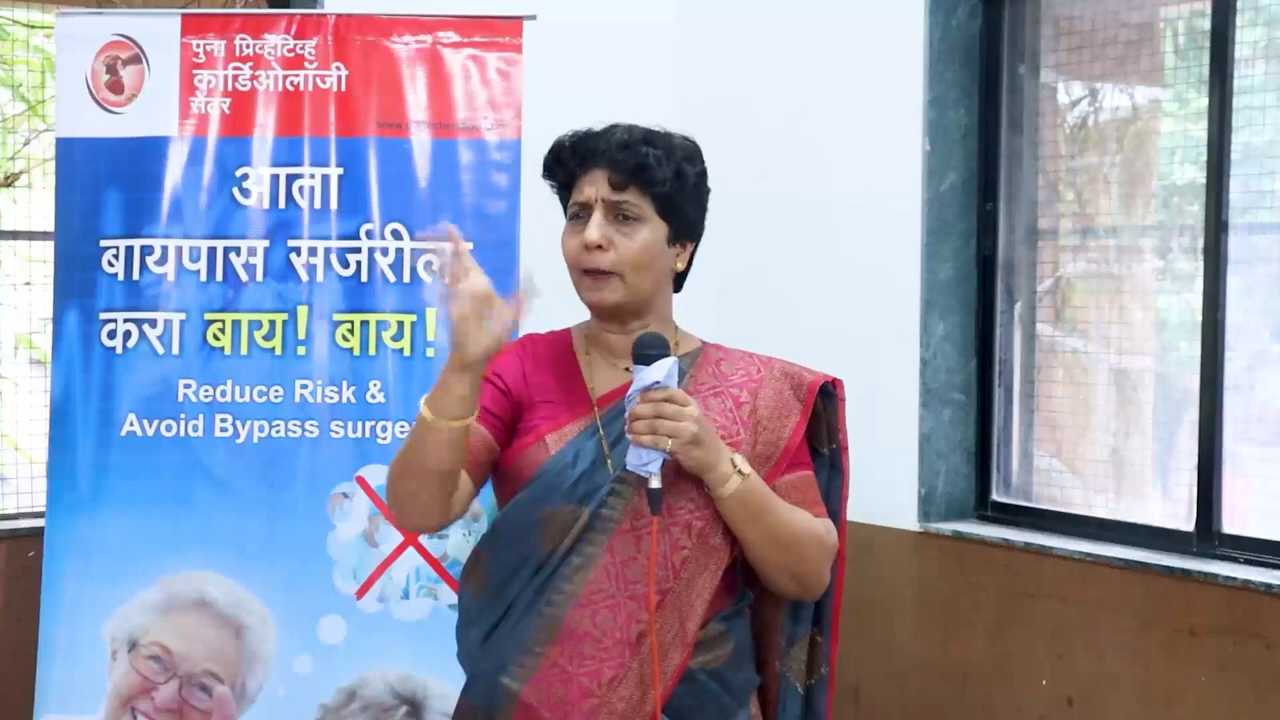 पुना प्रिव्हेंटिव्ह
कार्डिओलॉजी
सेंटर
आता
बायपास सर्जरीला
करा बाय! बाय!
Reduce Risk &
Avoid Bypass surge